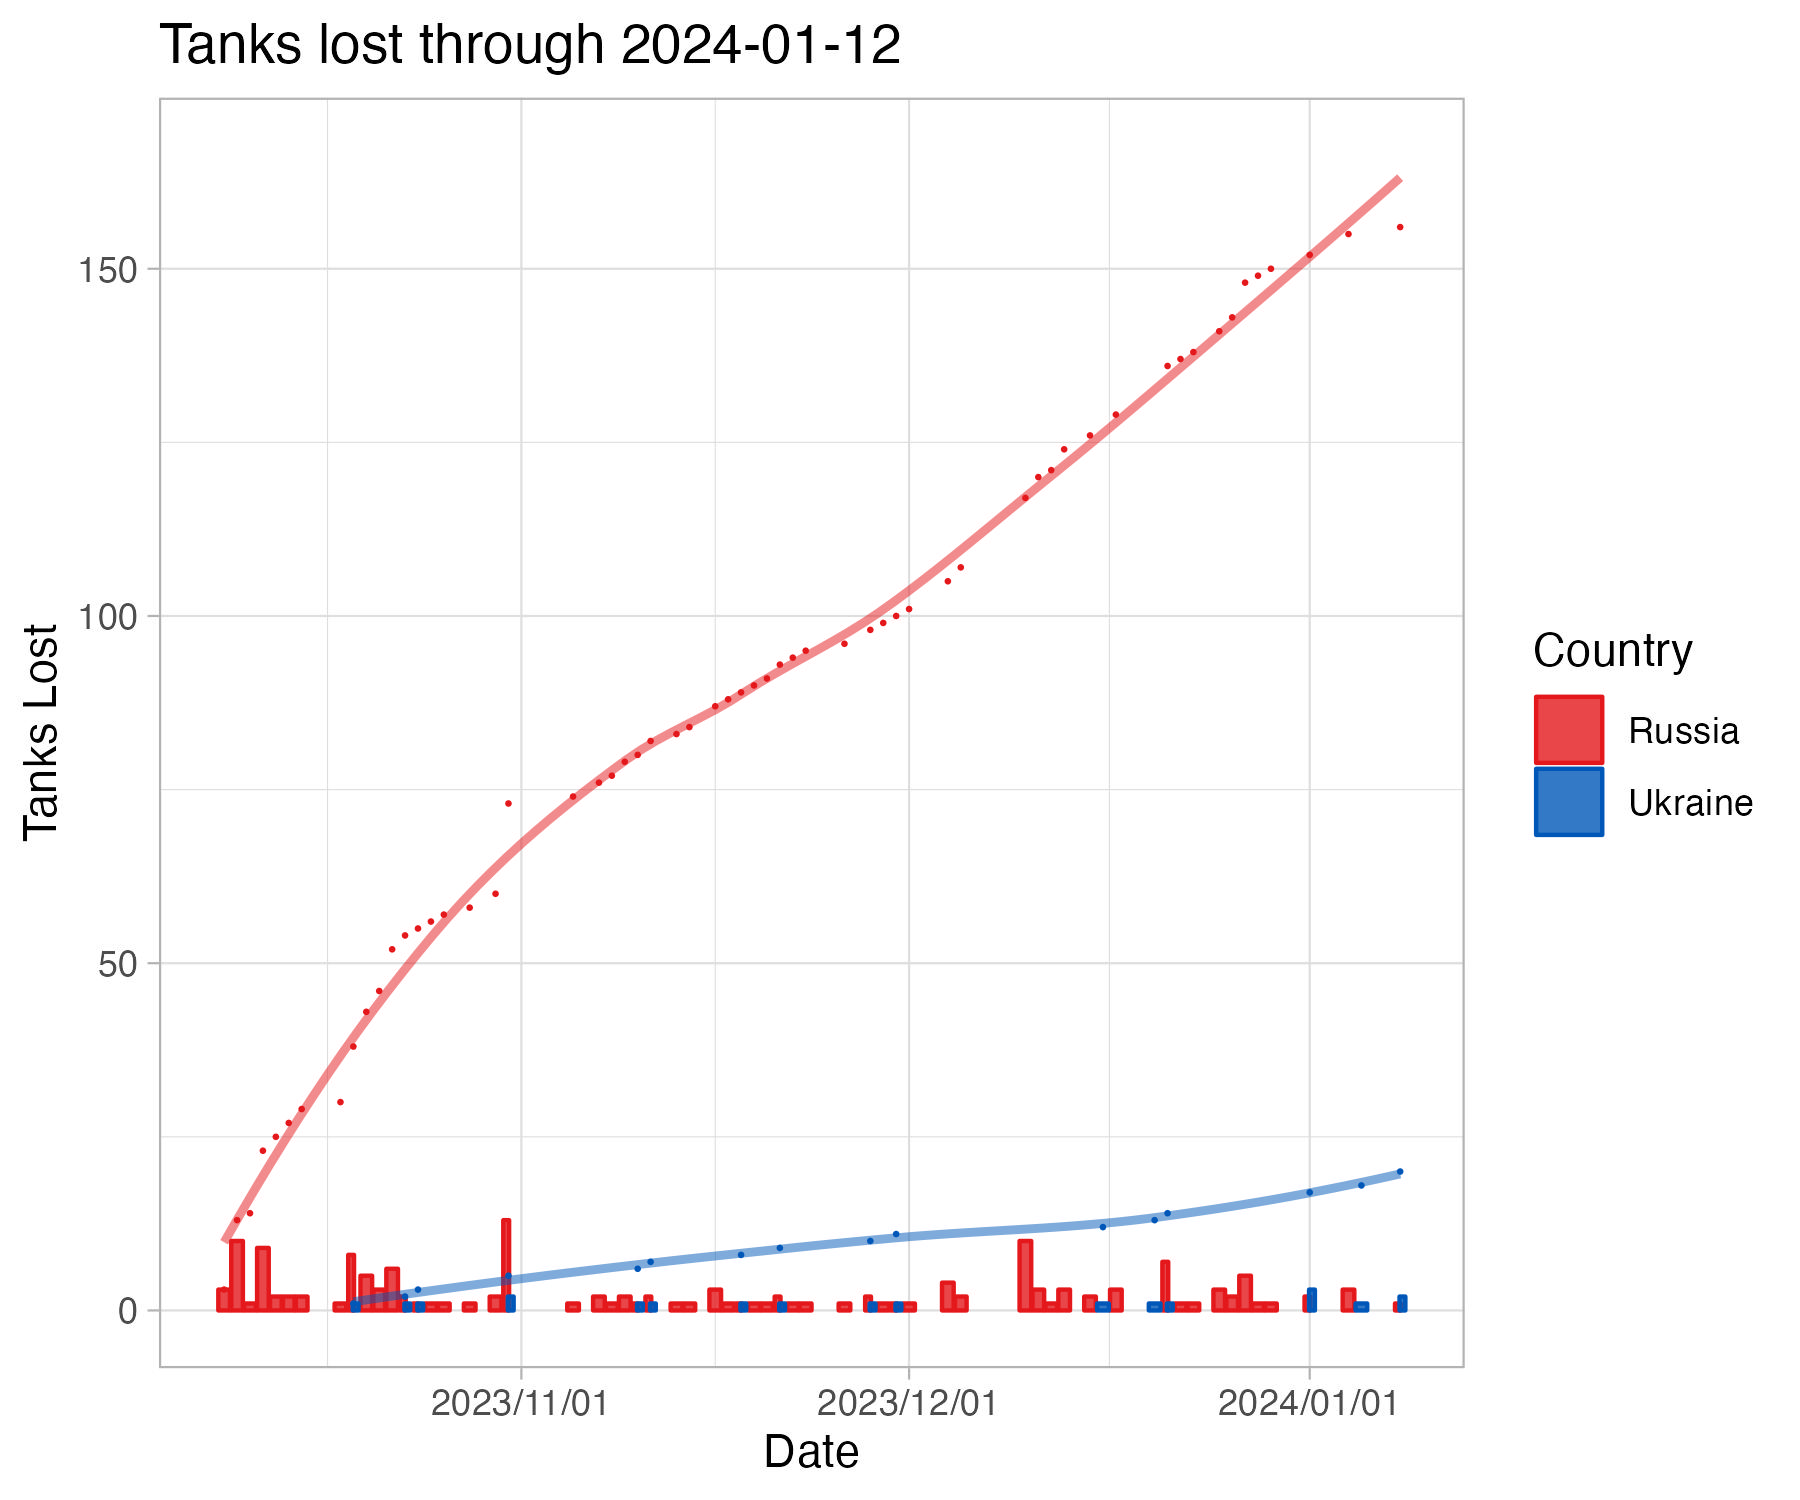 Tanks lost through 2024-01-12
150
100
50
0
Tanks Lost
2023/11/01
2023/12/01
2024/01/01
Date
Country
Russia
Ukraine